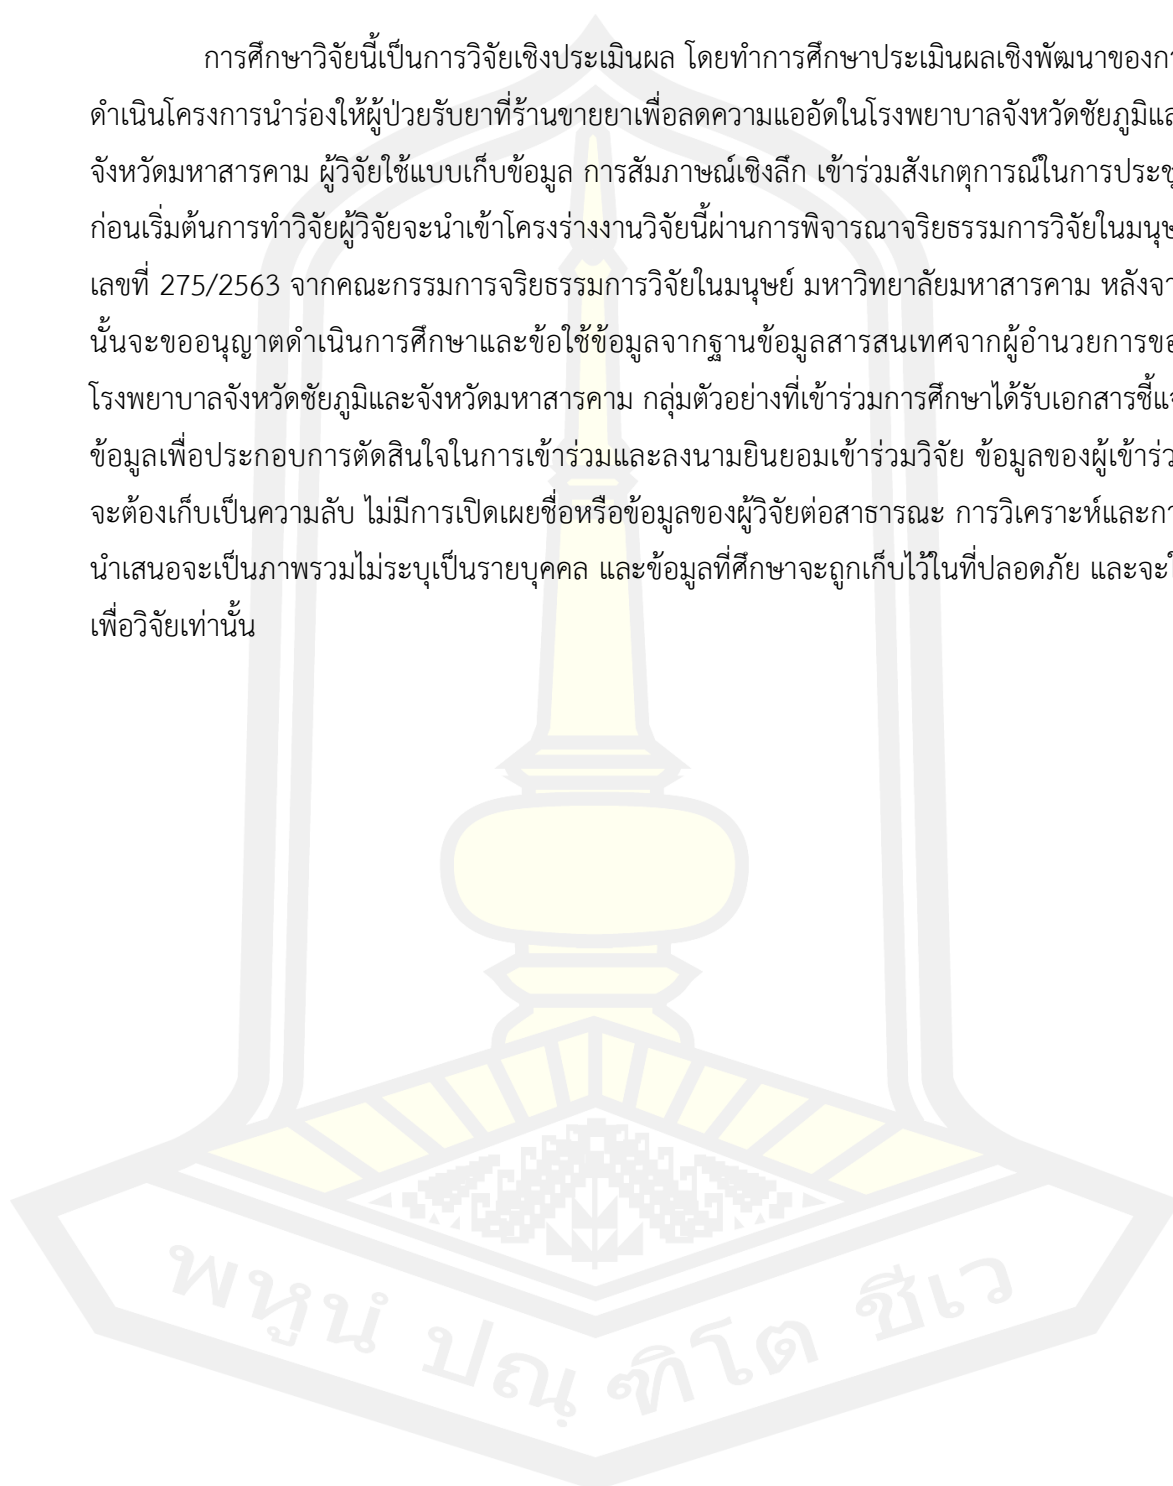 การศึกษาวิจัยนี้เป็นการวิจัยเชิงประเมินผล โดยทำการศึกษาประเมินผลเชิงพัฒนาของกา
ดำเนินโครงการนำร่องให้ผู้ป่วยรับยาที่ร้านขายยาเพื่อลดความแออัดในโรงพยาบาลจังหวัดชัยภูมิแล
จังหวัดมหาสารคาม ผู้วิจัยใช้แบบเก็บข้อมูล การสัมภาษณ์เชิงลึก เข้าร่วมสังเกตุการณ์ในการประชุ
ก่อนเริ่มต้นการทำวิจัยผู้วิจัยจะนำเข้าโครงร่างงานวิจัยนี้ผ่านการพิจารณาจริยธรรมการวิจัยในมนุษ
เลขที่ 275/2563 จากคณะกรรมการจริยธรรมการวิจัยในมนุษย์ มหาวิทยาลัยมหาสารคาม หลังจา
นั้นจะขออนุญาตดำเนินการศึกษาและข้อใช้ข้อมูลจากฐานข้อมูลสารสนเทศจากผู้อำนวยการขอ
โรงพยาบาลจังหวัดชัยภูมิและจังหวัดมหาสารคาม กลุ่มตัวอย่างที่เข้าร่วมการศึกษาได้รับเอกสารชี้แจ
ข้อมูลเพื่อประกอบการตัดสินใจในการเข้าร่วมและลงนามยินยอมเข้าร่วมวิจัย ข้อมูลของผู้เข้าร่ว
จะต้องเก็บเป็นความลับ ไม่มีการเปิดเผยชื่อหรือข้อมูลของผู้วิจัยต่อสาธารณะ การวิเคราะห์และกา
นำเสนอจะเป็นภาพรวมไม่ระบุเป็นรายบุคคล และข้อมูลที่ศึกษาจะถูกเก็บไว้ในที่ปลอดภัย และจะใ
เพื่อวิจัยเท่านั้น
พหูนํ ปณฺ ฑิโต ชีเว